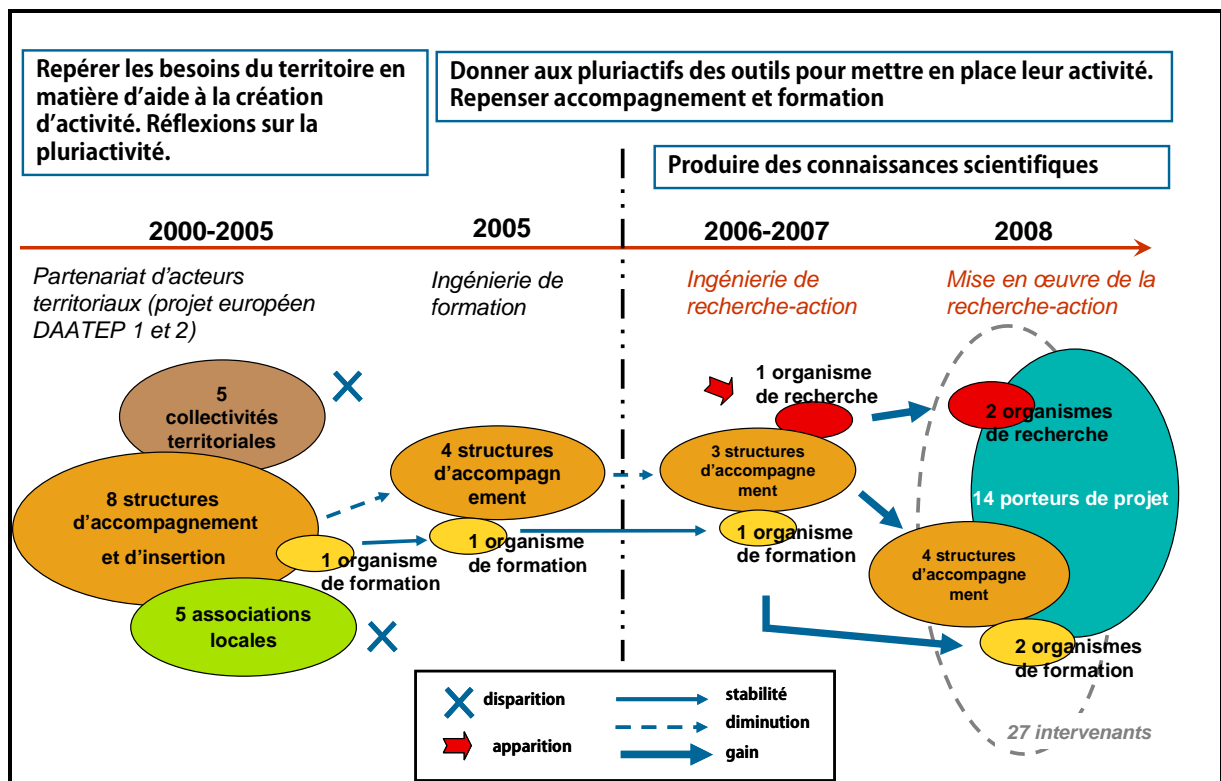 Repérer les besoins du territoire en
matière d'aide à la création
d'activité. Réflexions sur la
pluriactivité.
Donner aux pluriactifs des outils pour mettre en place leur activité.
Repenser accompagnement et formation
Produire des connaissances scientifiques
2000-2005
2005
2006-2007
2008
Partenariat d'acteurs
territoriaux (projet européen
DAATEP 1 et 2)
Ingénierie de
formation
Ingénierie de
recherche-action
Mise en œuvre de la
recherche-action
5
collectivités
territoriales
8 structures
d'accompagnement
et d'insertion
1 organisme
de formation
5 associations
locales
4 structures
d'accompagn
ement
1 organisme
de formation
1 organisme
de recherche
3 structures
d'accompagne
ment
1 organisme
de formation
2 organismes
de recherche
14 porteurs de projet
4 structures
d'accompagne
ment
2 organismes
de formation
27 intervenants
disparition
apparition
stabilité
diminution
gain